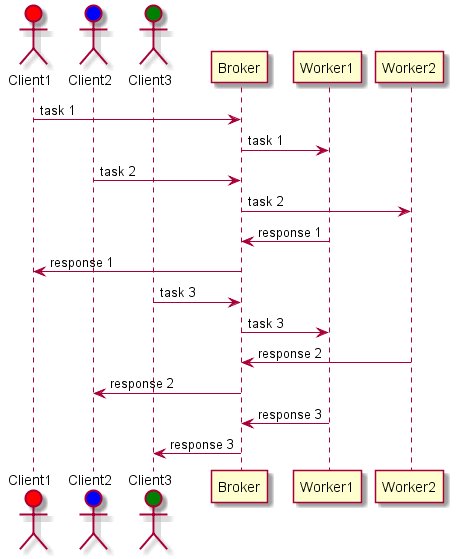 Client1 Client2 Client3 Broker Worker1 Worker2
task 1
task 1
task 2
task 2
response 1
response 1
task 3
task 3
response 2
response 2
response 3
response 3
Client1 Client2 Client3 Broker Worker1 Worker2